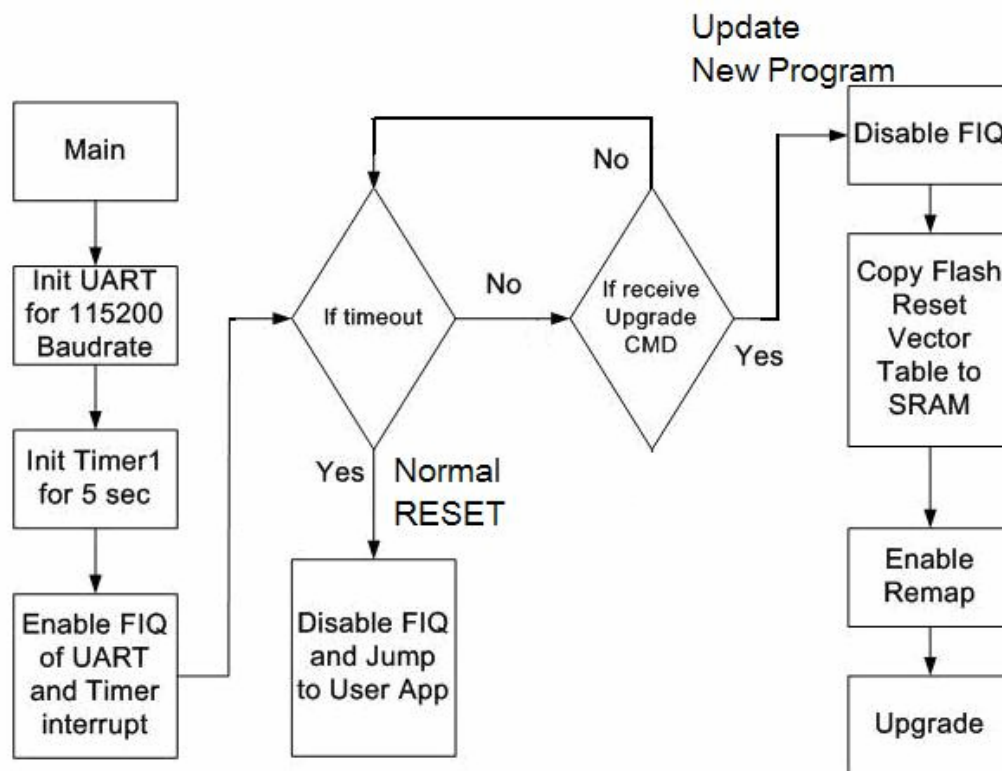 Main
Init UART
for 115200
Baudrate
Init Timer1
for 5 sec
Enable FIQ
of UART
and Timer
interrupt
If timeout
No
No
Yes
Normal
RESET
Disable FIQ
and Jump
to User App
If receive
Upgrade
CMD
Yes
Update
New Program
Disable FIQ
Copy Flash
Reset
Vector
Table to
SRAM
Enable
Remap
Upgrade